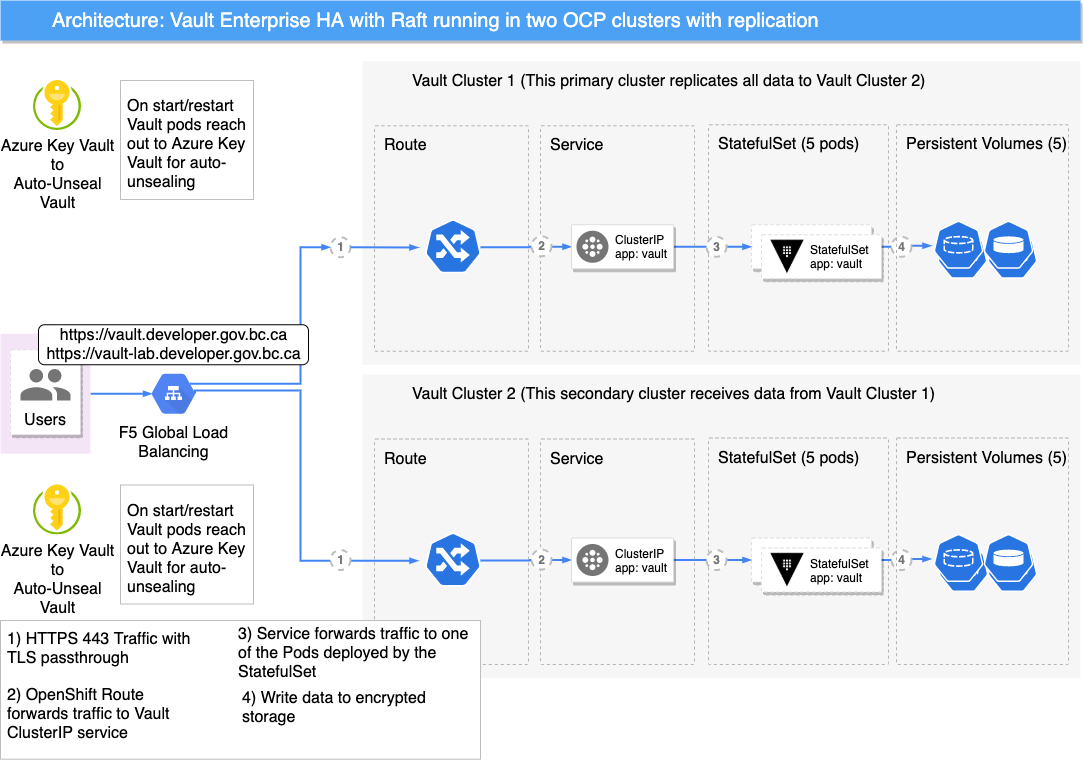 Architecture: Vault Enterprise HA with Raft running in two OCP clusters with replication
Azure Key Vault
to
Auto-Unseal
Vault
On start/restart
Vault pods reach
out to Azure Key
Vault for auto-
unsealing
Vault Cluster 1 (This primary cluster replicates all data to Vault Cluster 2)
Route
Service
StatefulSet (5 pods)
Persistent Volumes (5)
1
2
ClusterIP
app: vault
3
StatefulSet
app: vault
4
https://vault.developer.gov.bc.ca
https://vault-lab.developer.gov.bc.ca
Users
F5 Global Load
Balancing
Vault Cluster 2 (This secondary cluster receives data from Vault Cluster 1)
Route
Service
StatefulSet (5 pods)
Persistent Volumes (5)
1
2
ClusterIP
app: vault
3
StatefulSet
app: vault
4
Azure Key Vault
to
Auto-Unseal
Vault
On start/restart
Vault pods reach
out to Azure Key
Vault for auto-
unsealing
1) HTTPS 443 Traffic with
TLS passthrough
2) OpenShift Route
forwards traffic to Vault
ClusterIP service
3) Service forwards traffic to one
of the Pods deployed by the
StatefulSet
4) Write data to encrypted
storage